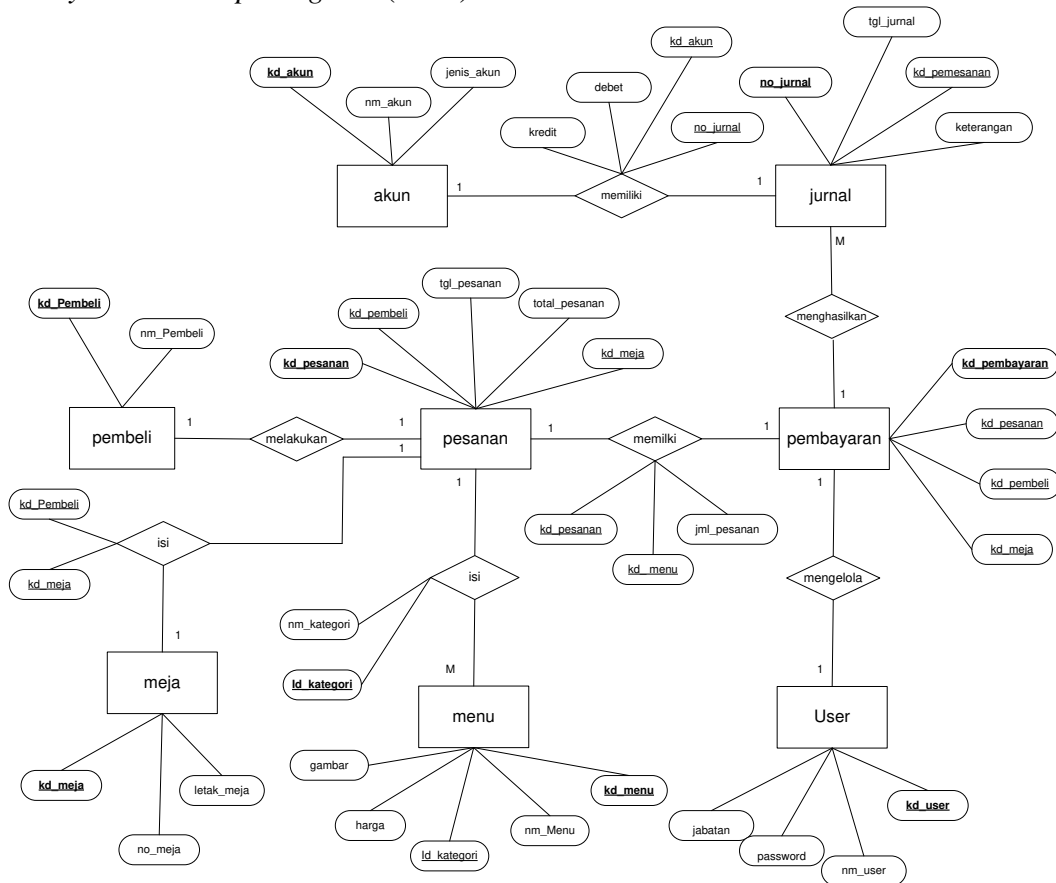 tgl_jurnal
kd_akun
kd_akun
jenis_akun
no_jurnal
kd_pemesanan
debet
nm_akun
kredit
no_jurnal
keterangan
akun
1
memiliki
1
jurnal
M
tgl_pesanan
kd_Pembeli
kd_pembeli
total_pesanan
menghasilkan
nm_Pembeli
kd_pesanan
kd_meja
kd_pembayaran
1
pembeli
1
melakukan
1
pesanan
1
memilki
1
pembayaran
kd_pesanan
1
1
1
kd_pembeli
kd_Pembeli
isi
kd_pesanan
jml_pesanan
kd_meja
kd_meja
kd_menu
isi
mengelola
nm_kategori
1
M
1
Id_kategori
meja
menu
User
gambar
kd_meja
letak_meja
kd_menu
kd_user
harga
nm_Menu
jabatan
no_meja
Id_kategori
password
nm_user